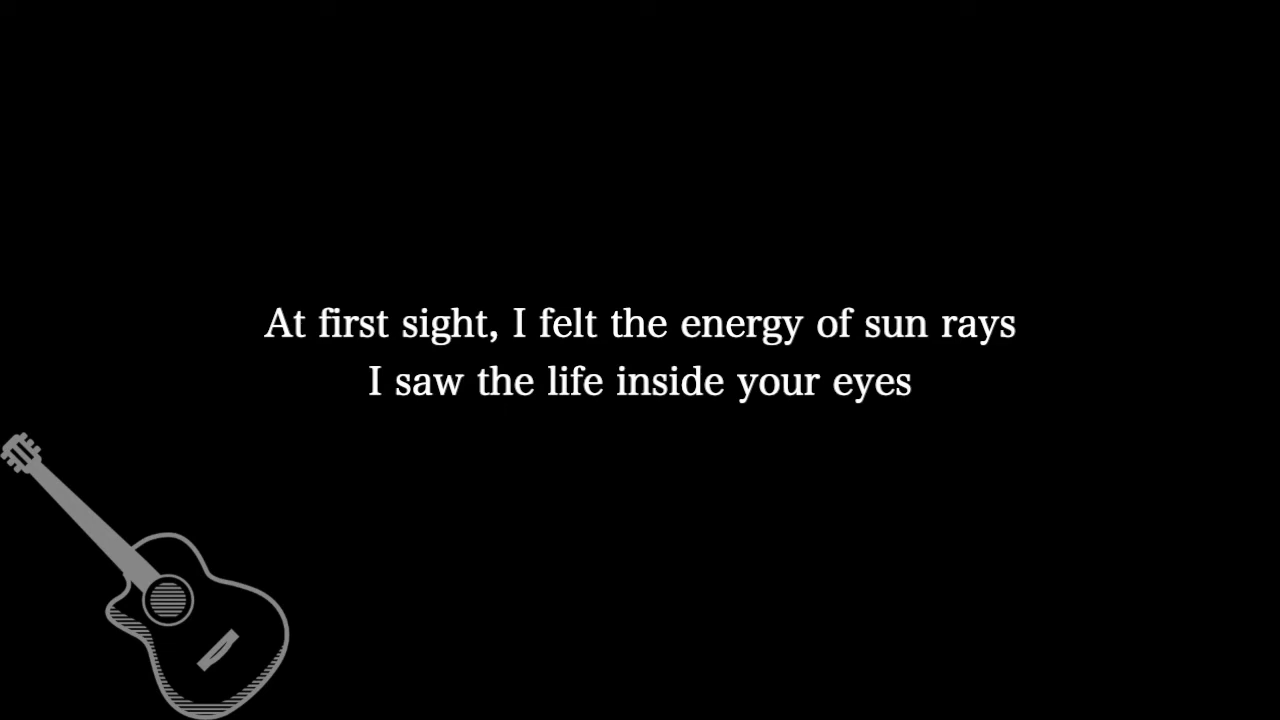 At first sight, I felt the energy of sun rays
I saw the life inside your eyes